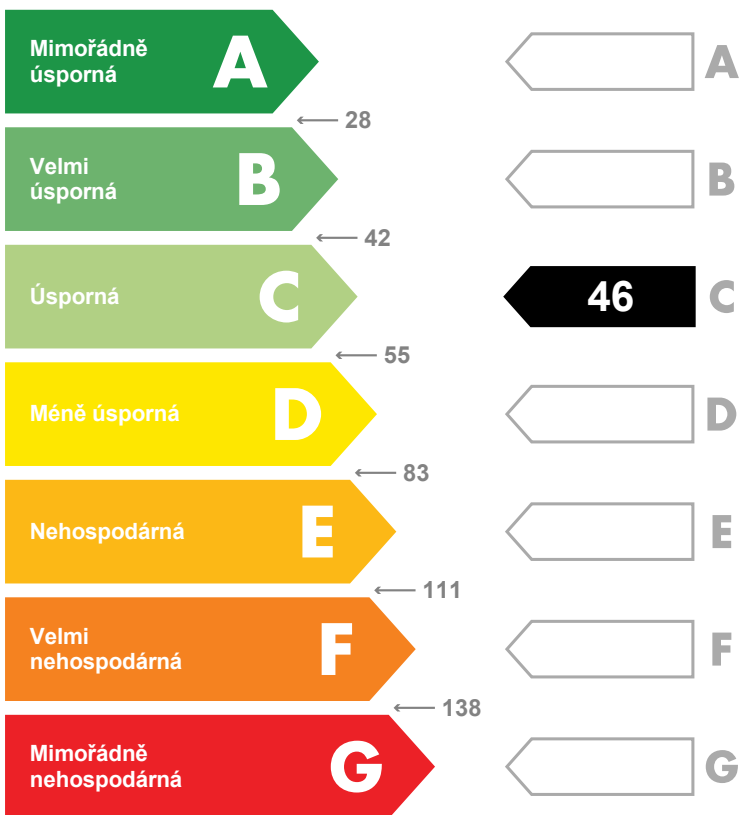 Mimořádně
úsporná
A
A
28
Velmi
úsporná
B
B
42
Úsporná
C
46
C
55
Méně úsporná
D
D
83
Nehospodárná
E
E
111
Velmi
nehospodárná
F
F
138
Mimořádně
nehospodárná
G
G